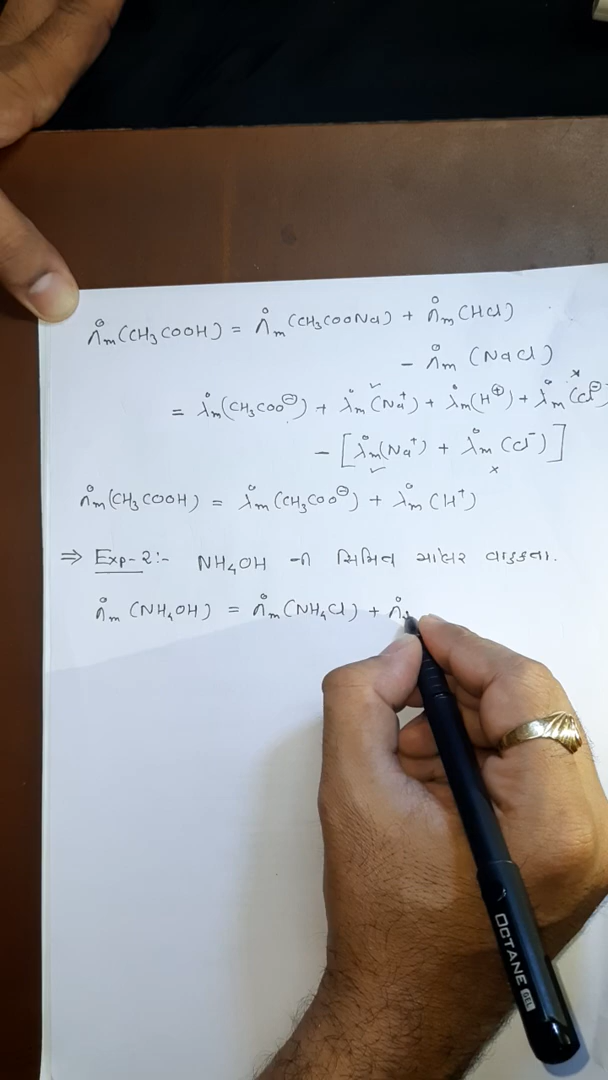 Λ̊m(CH3COOH) = Λ̊m(CH3COONa) + Λ̊m(HCl)
− Λ̊m(NaCl)
= λ̊m(CH3COO⊖) + λ̊m(Na⁺) + λ̊m(H⊕) + λ̊m(Cl⊖)
− [λ̊m(Na⁺) + λ̊m(Cl⁻)]
Λ̊m(CH3COOH) = λ̊m(CH3COO⊖) + λ̊m(H⁺)
⇒ Exp-2:- NH4OH ની સિમિત મોલર વાહકતા.
Λ̊m(NH4OH) = Λ̊m(NH4Cl) + Λ̊
OCTANE GEL